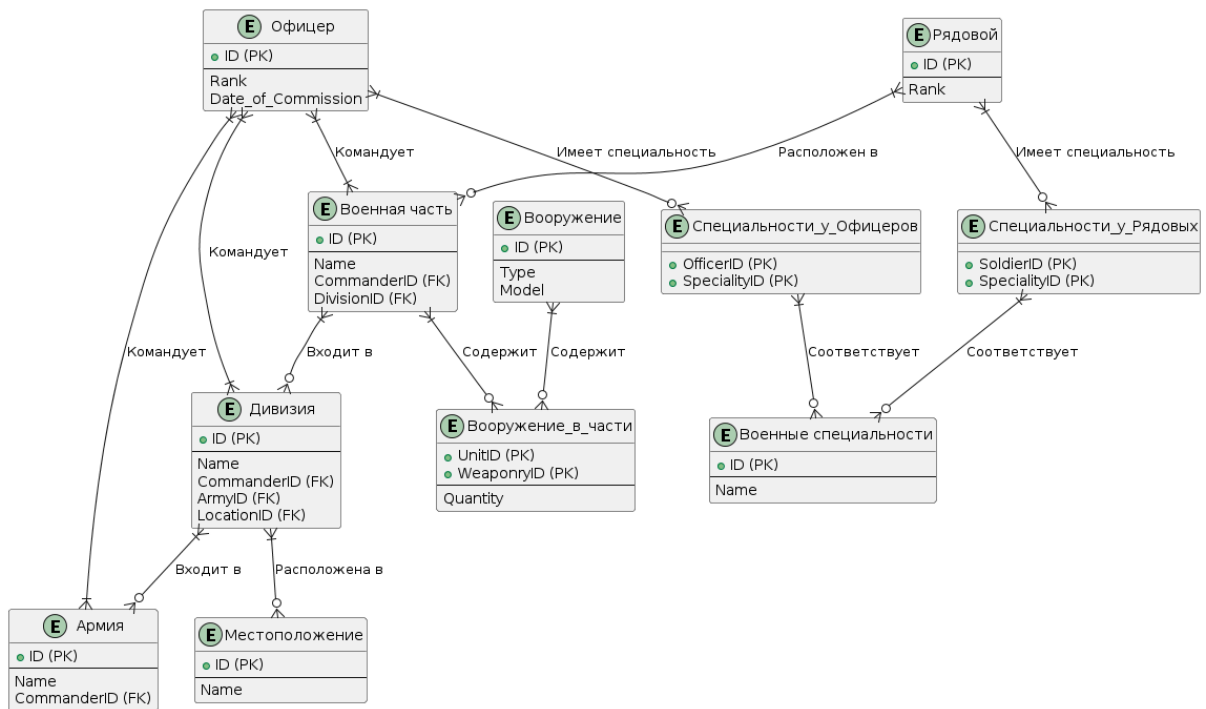 E Офицер
ID (PK)
Rank
Date_of_Commission
E Рядовой
ID (PK)
Rank
Командует
Имеет специальность
Расположен в
Имеет специальность
E Военная часть
ID (PK)
Name
CommanderID (FK)
DivisionID (FK)
E Вооружение
ID (PK)
Type
Model
E Специальности_у_Офицеров
OfficerID (PK)
SpecialityID (PK)
E Специальности_у_Рядовых
SoldierID (PK)
SpecialityID (PK)
Командует
Командует
Входит в
Содержит
Содержит
Соответствует
Соответствует
E Дивизия
ID (PK)
Name
CommanderID (FK)
ArmyID (FK)
LocationID (FK)
E Вооружение_в_части
UnitID (PK)
WeaponryID (PK)
Quantity
E Военные специальности
ID (PK)
Name
Входит в
Расположена в
E Армия
ID (PK)
Name
CommanderID (FK)
E Местоположение
ID (PK)
Name